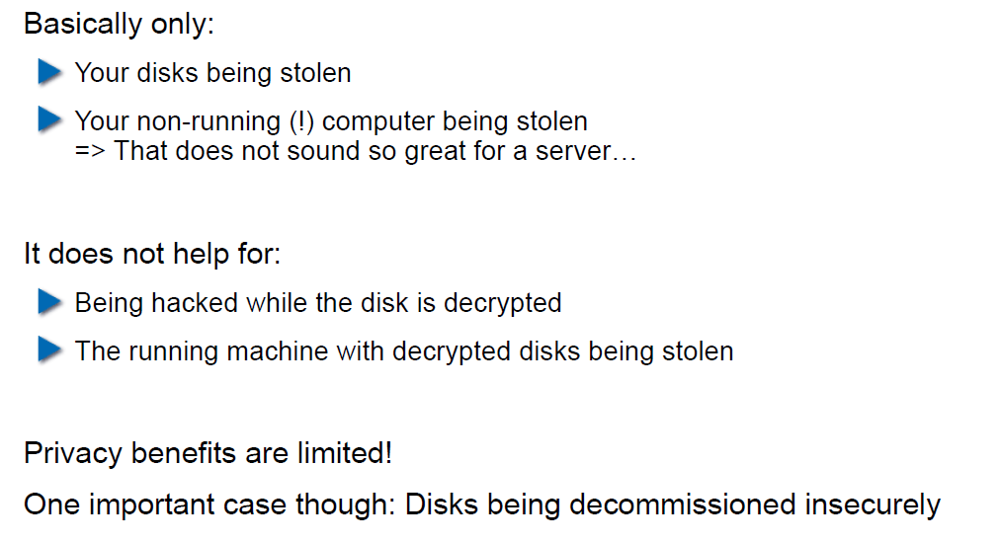 Basically only:
Your disks being stolen
Your non-running (!) computer being stolen
=> That does not sound so great for a server…
It does not help for:
Being hacked while the disk is decrypted
The running machine with decrypted disks being stolen
Privacy benefits are limited!
One important case though: Disks being decommissioned insecurely